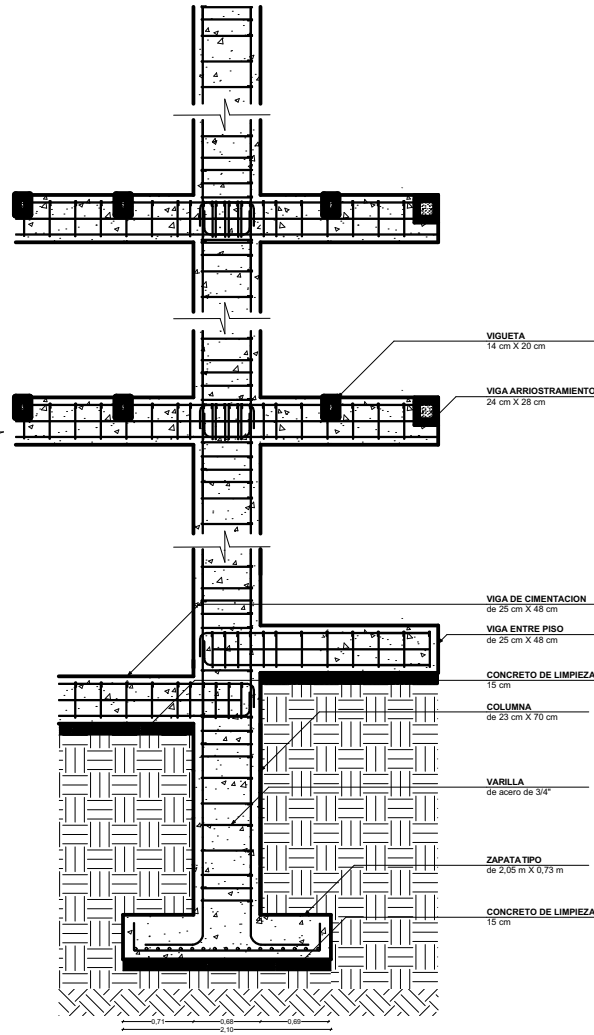 VIGUETA
14 cm X 20 cm
VIGA ARRIOSTRAMIENTO
24 cm X 28 cm
VIGA DE CIMENTACION
de 25 cm X 48 cm
VIGA ENTRE PISO
de 25 cm X 48 cm
CONCRETO DE LIMPIEZA
15 cm
COLUMNA
de 23 cm X 70 cm
VARILLA
de acero de 3/4"
ZAPATA TIPO
de 2,05 m X 0,73 m
CONCRETO DE LIMPIEZA
15 cm
0,71 0,68 0,69
2,10